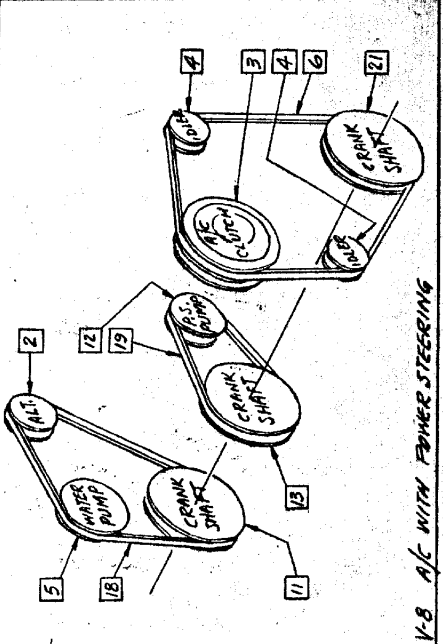 2
ALT.
5
WATER PUMP
18
CRANK SHAFT
11
12
19
P.S. PUMP
CRANK SHAFT
13
4
IDLER
3
A/C CLUTCH
4
6
21
IDLER
CRANK SHAFT
V-8 A/C WITH POWER STEERING